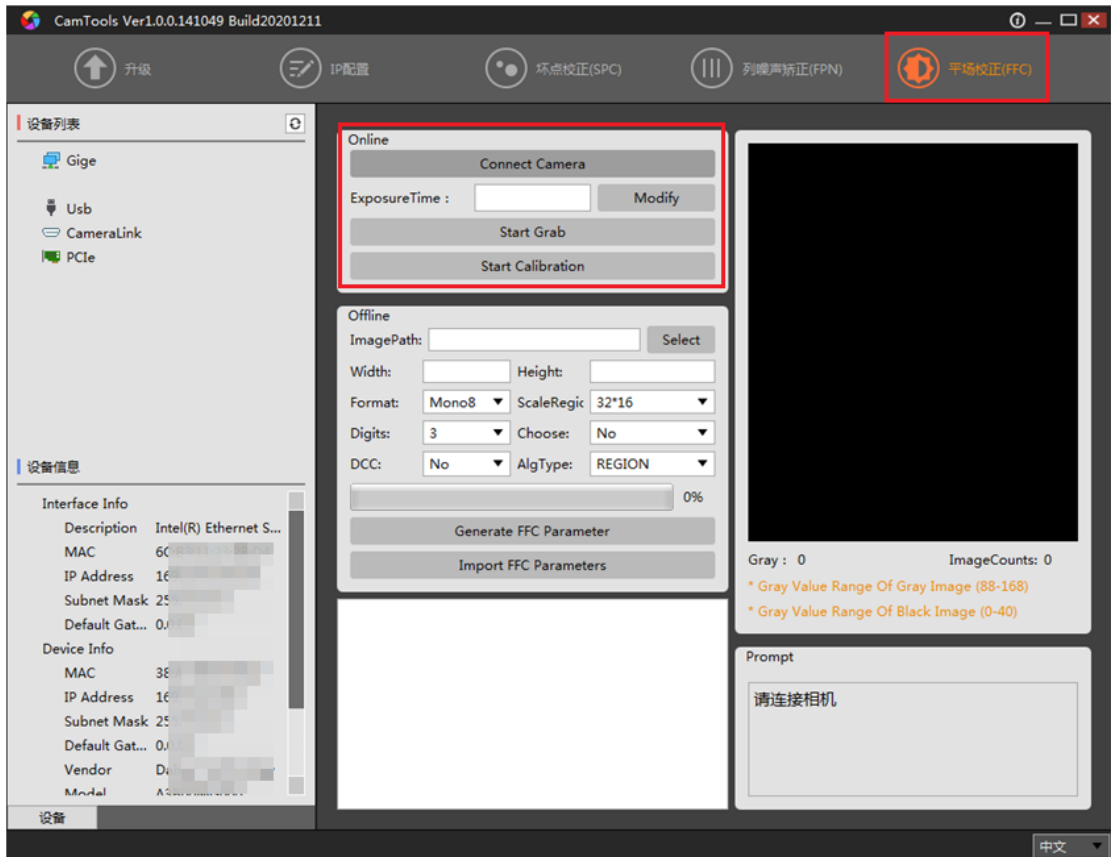 CamTools Ver1.0.0.141049 Build20201211
升级
IP配置
坏点校正(SPC)
列噪声矫正(FPN)
平场校正(FFC)
设备列表
Gige
Usb
CameraLink
PCIe
设备信息
Interface Info
Description Intel(R) Ethernet S...
MAC
IP Address
Subnet Mask
Default Gat...
Device Info
MAC
IP Address
Subnet Mask
Default Gat...
Vendor
Model
设备
Online
Connect Camera
ExposureTime : Modify
Start Grab
Start Calibration
Offline
ImagePath: Select
Width: Height:
Format: Mono8 ScaleRegic 32*16
Digits: 3 Choose: No
DCC: No AlgType: REGION
0%
Generate FFC Parameter
Import FFC Parameters
Gray : 0 ImageCounts: 0
* Gray Value Range Of Gray Image (88-168)
* Gray Value Range Of Black Image (0-40)
Prompt
请连接相机
中文